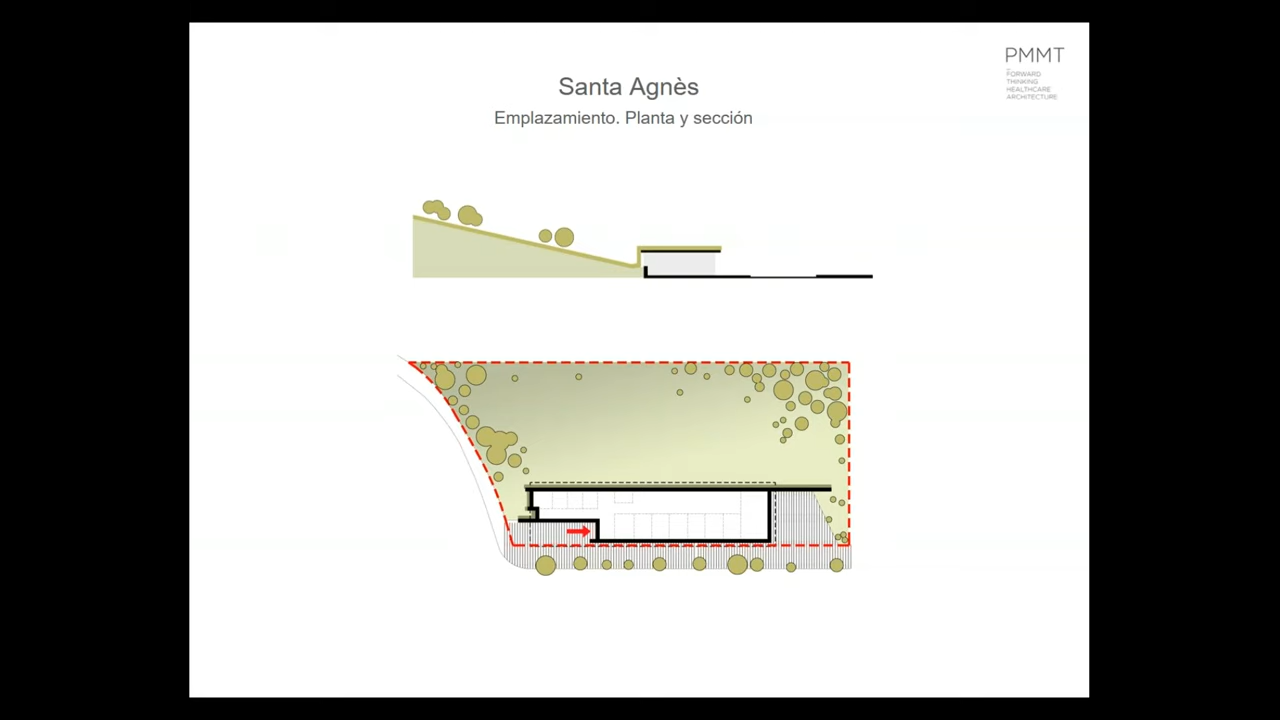 PMMT
FORWARD
THINKING
HEALTHCARE
ARCHITECTURE
Santa Agnès
Emplazamiento. Planta y sección